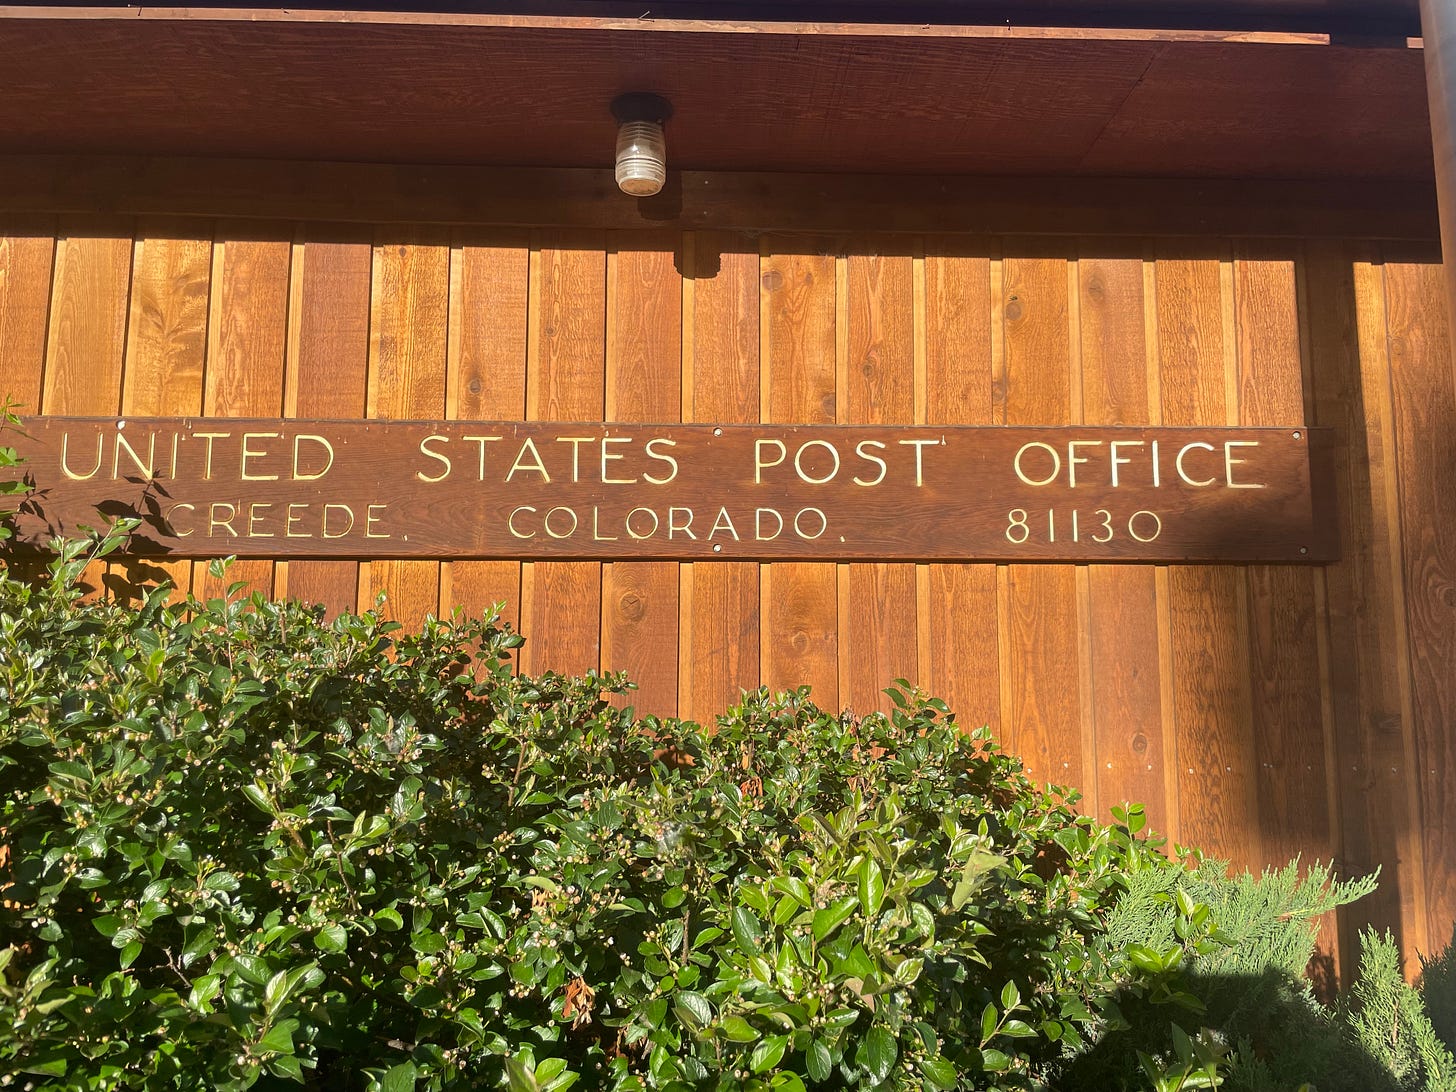 UNITED STATES POST OFFICE
CREEDE, COLORADO. 81130